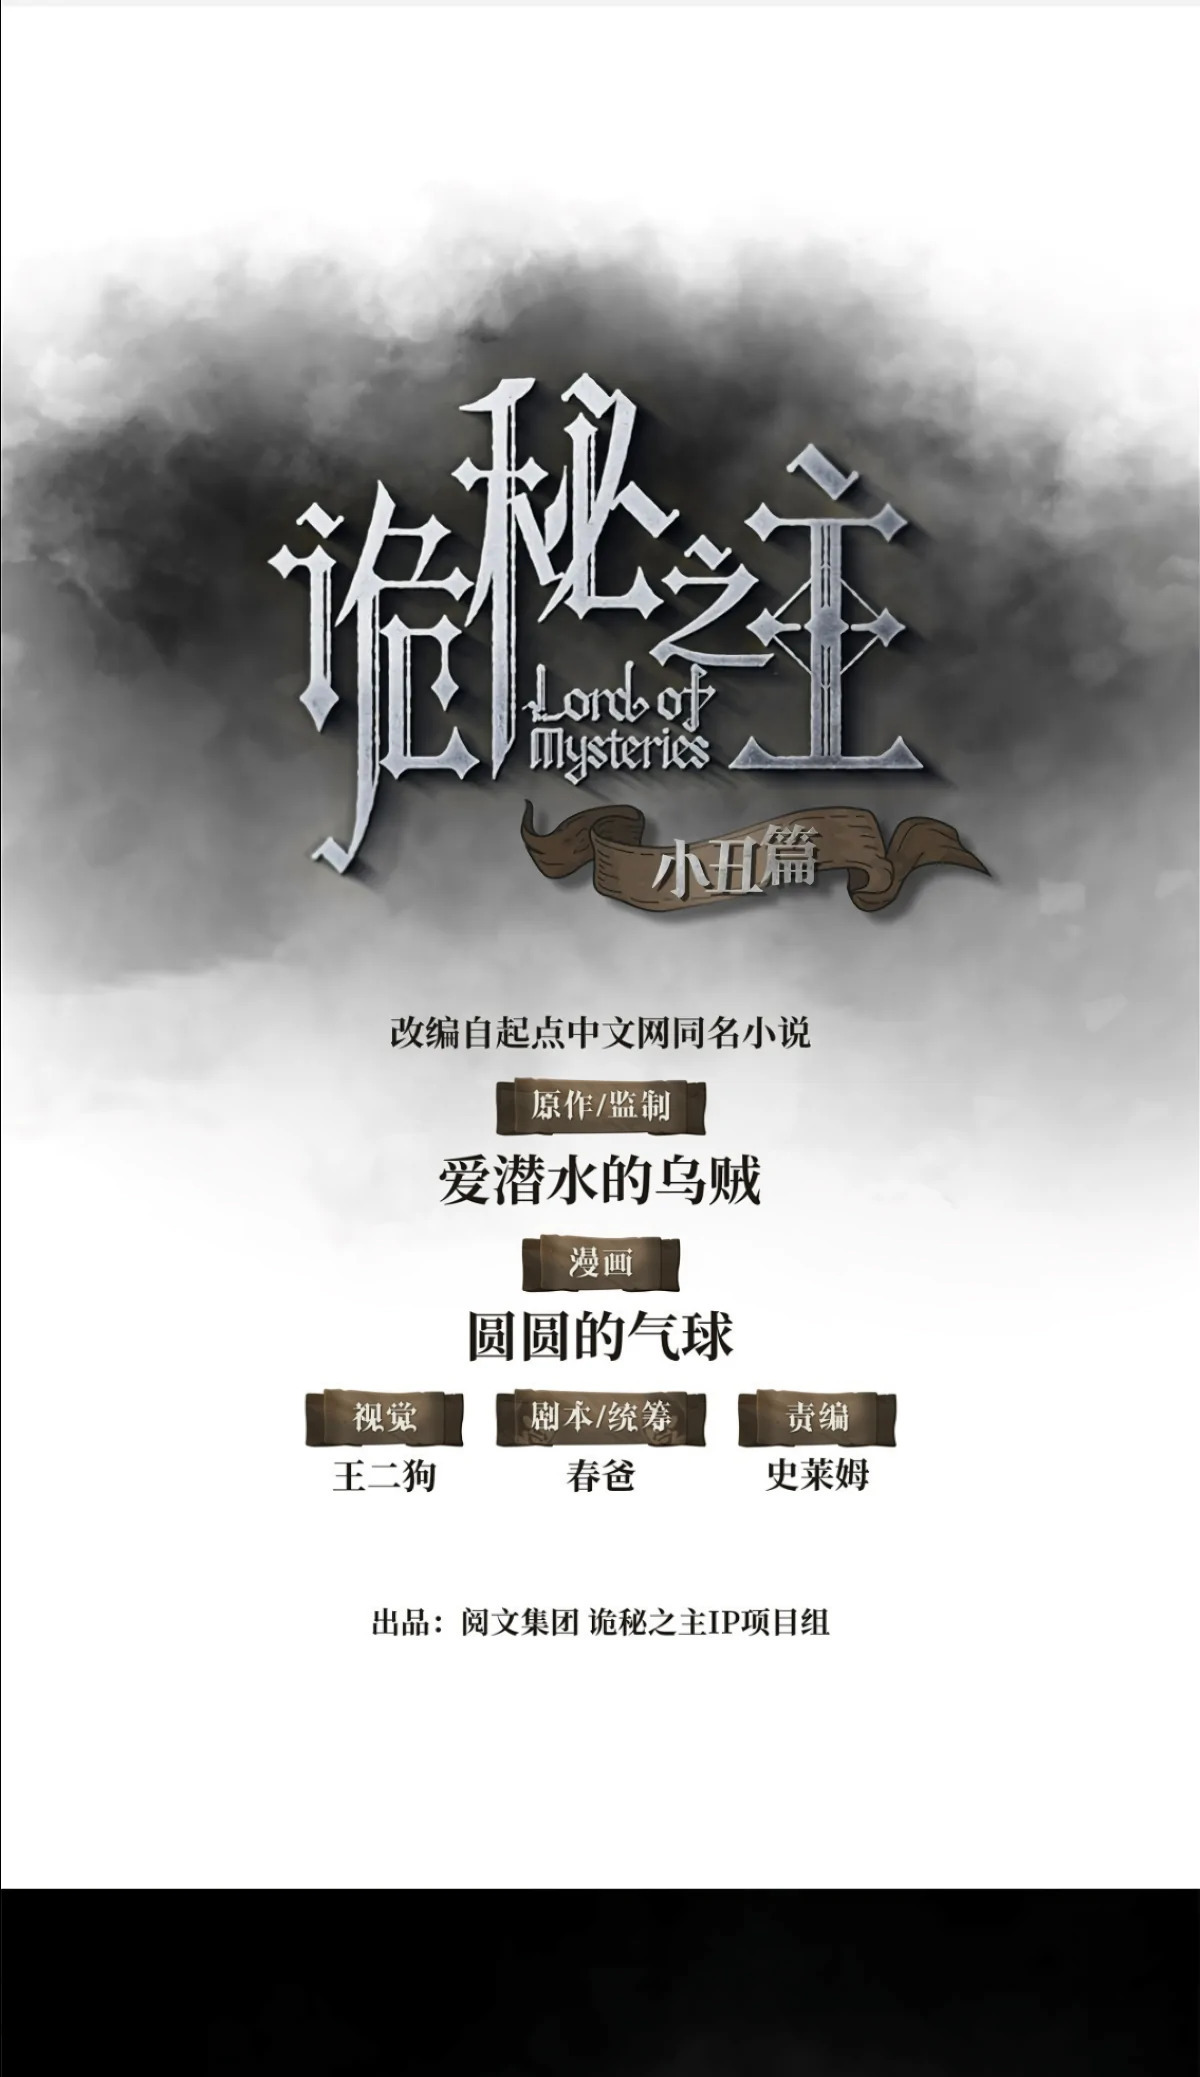 诡秘之主
Lord of
Mysteries
小丑篇
改编自起点中文网同名小说
原作/监制
爱潜水的乌贼
漫画
圆圆的气球
视觉 剧本/统筹 责编
王二狗 春爸 史莱姆
出品：阅文集团 诡秘之主IP项目组